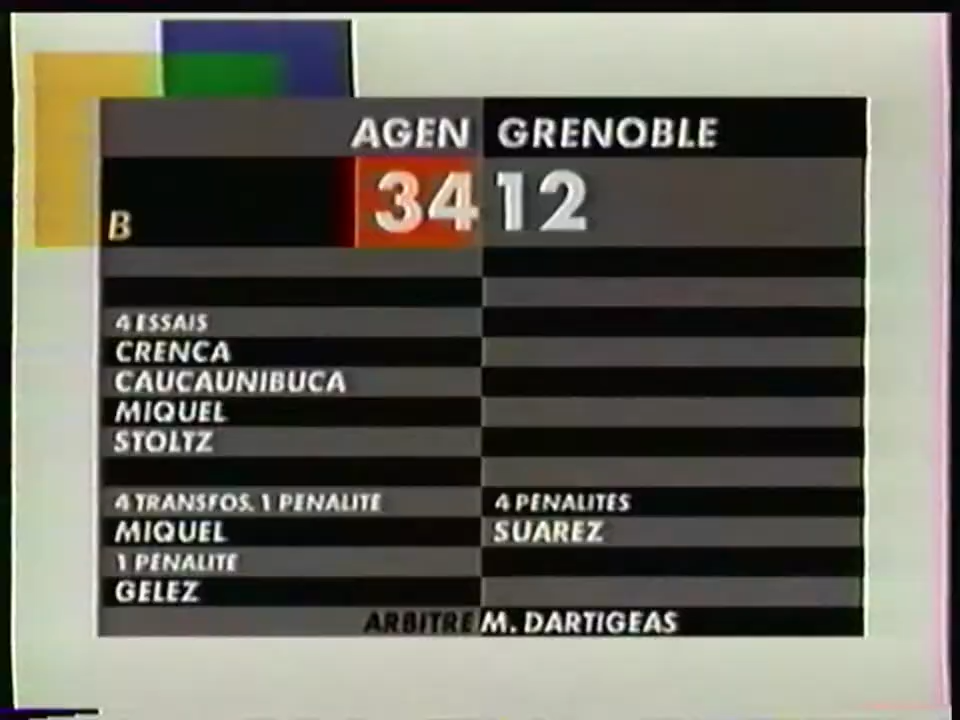 AGEN GRENOBLE
34 12
B
4 ESSAIS
CRENCA
CAUCAUNIBUCA
MIQUEL
STOLTZ
4 TRANSFOS, 1 PENALITE 4 PENALITES
MIQUEL SUAREZ
1 PENALITE
GELEZ
ARBITRE M. DARTIGEAS